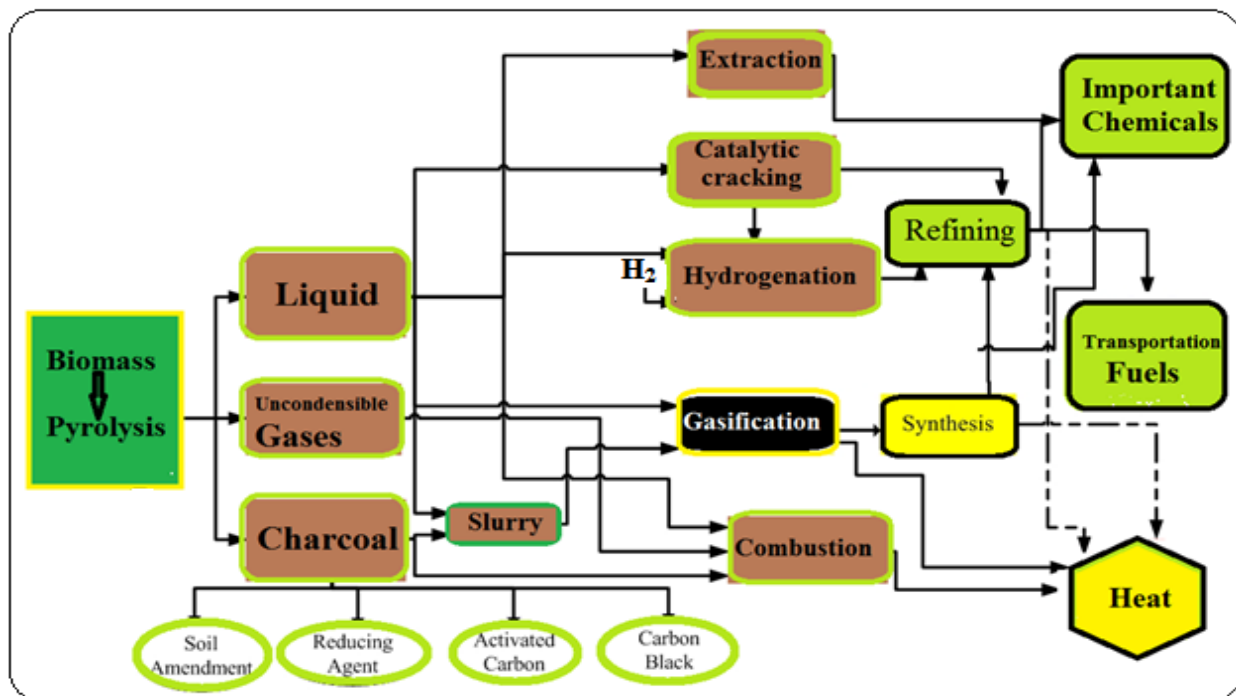 Extraction
Important
Chemicals
Catalytic
cracking
Refining
H₂
Hydrogenation
Liquid
Biomass
Pyrolysis
Transportation
Fuels
Uncondensible
Gases
Gasification
Synthesis
Charcoal
Slurry
Combustion
Heat
Soil
Amendment
Reducing
Agent
Activated
Carbon
Carbon
Black